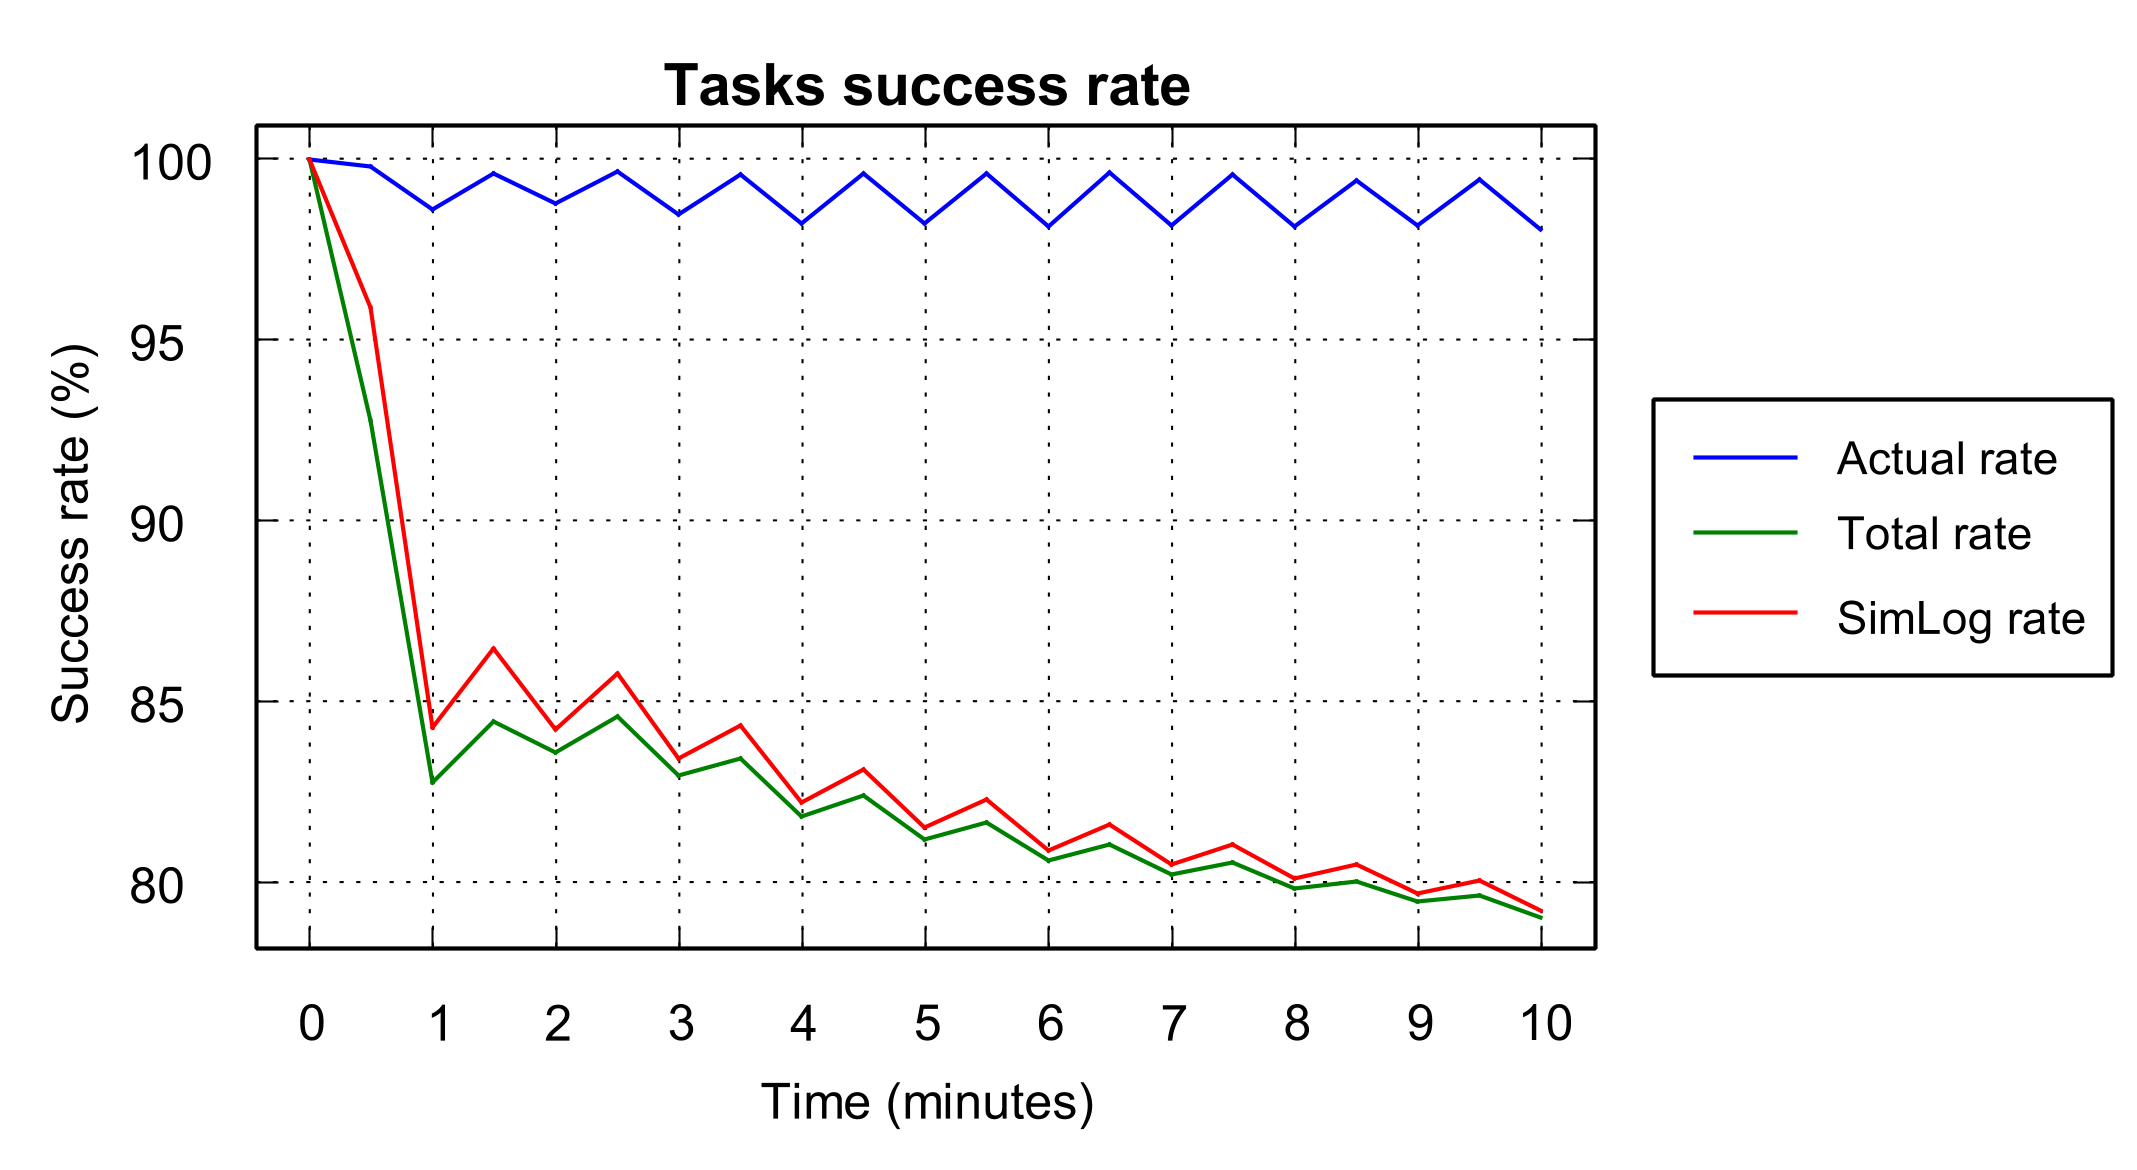 Tasks success rate
Success rate (%)
100
95
90
85
80
0 1 2 3 4 5 6 7 8 9 10
Time (minutes)
Actual rate
Total rate
SimLog rate